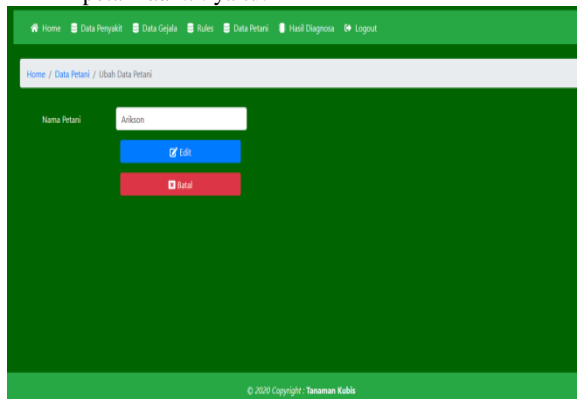 Home Data Penyakit Data Gejala Rules Data Petani Hasil Diagnosa Logout
Home / Data Petani / Ubah Data Petani
Nama Petani Arikson
Edit
Batal
© 2020 Copyright : Tanaman Kubis